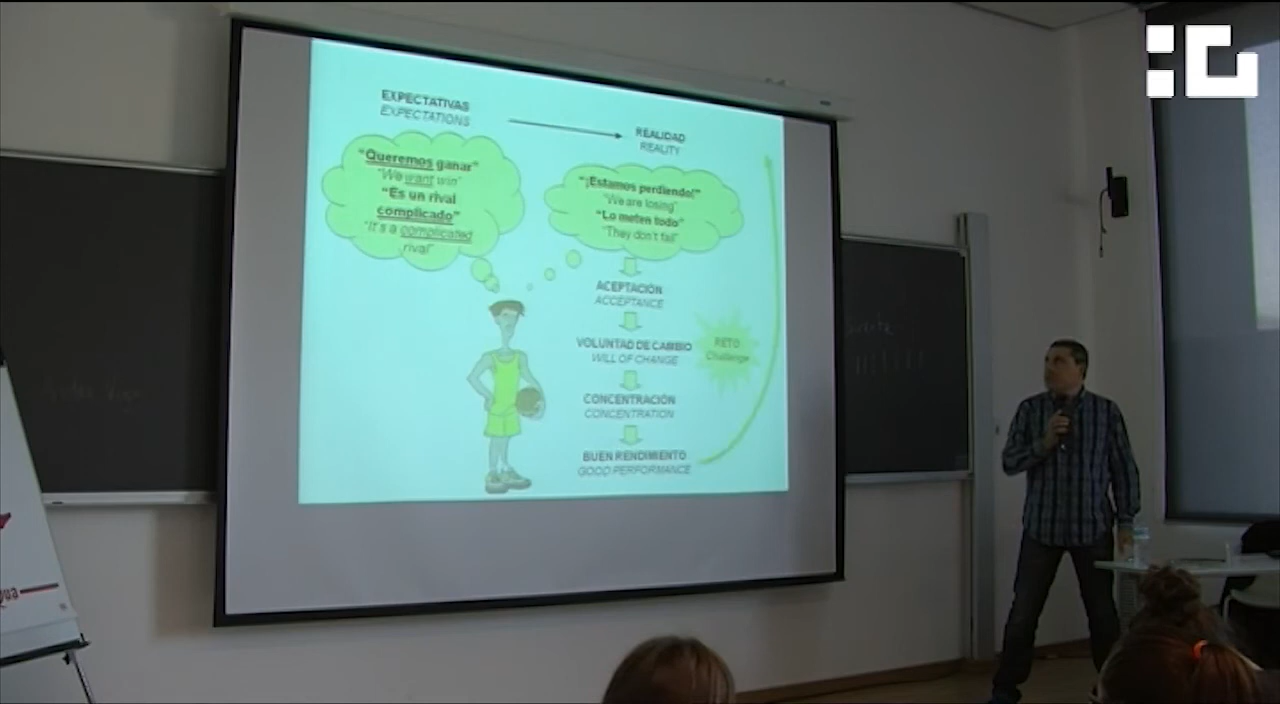 EXPECTATIVAS
EXPECTATIONS
REALIDAD
REALITY
"Queremos ganar"
"We want win"
"Es un rival
complicado"
"It's a complicated
rival"
"¡Estamos perdiendo!"
"We are losing"
"Lo meten todo"
"They don't fail"
ACEPTACIÓN
ACCEPTANCE
VOLUNTAD DE CAMBIO
WILL OF CHANGE
RETO
Challenge
CONCENTRACIÓN
CONCENTRATION
BUEN RENDIMIENTO
GOOD PERFORMANCE